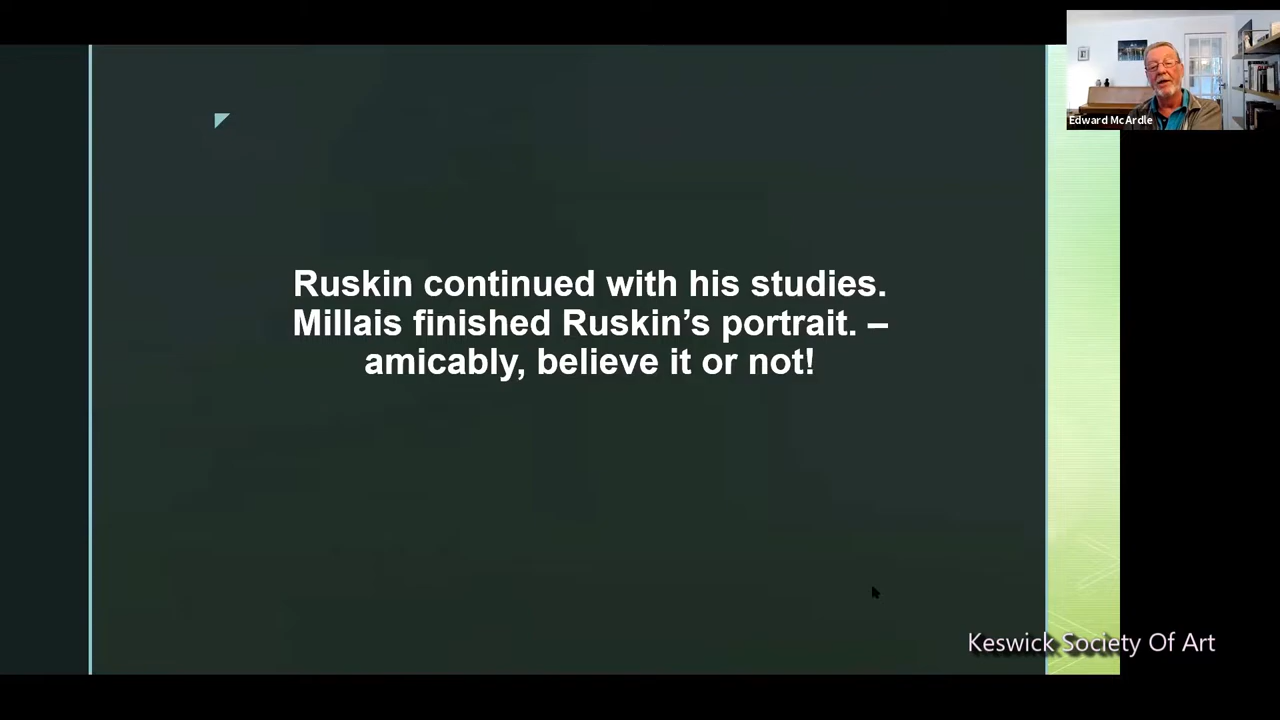 Edward McArdle
Ruskin continued with his studies.
Millais finished Ruskin’s portrait. –
amicably, believe it or not!
Keswick Society Of Art